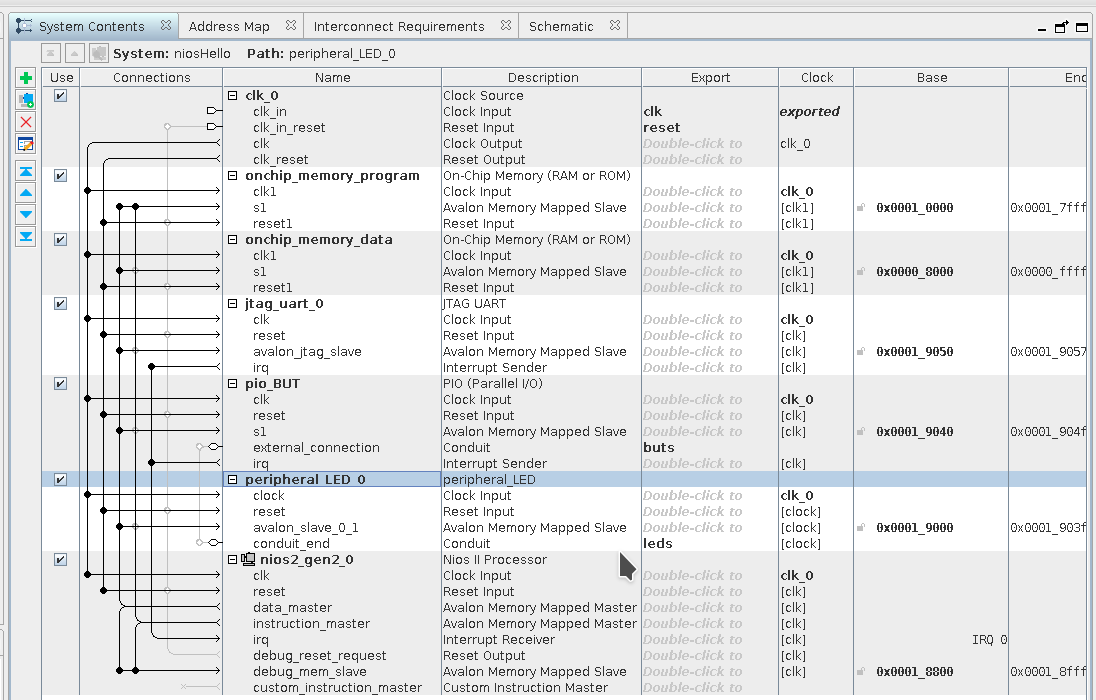 System Contents Address Map Interconnect Requirements Schematic
System: niosHello Path: peripheral_LED_0
Use Connections Name Description Export Clock Base Enc
clk_0 Clock Source
clk_in Clock Input clk exported
clk_in_reset Reset Input reset
clk Clock Output Double-click to clk_0
clk_reset Reset Output Double-click to
onchip_memory_program On-Chip Memory (RAM or ROM)
clk1 Clock Input Double-click to clk_0
s1 Avalon Memory Mapped Slave Double-click to [clk1] 0x0001_0000 0x0001_7fff
reset1 Reset Input Double-click to [clk1]
onchip_memory_data On-Chip Memory (RAM or ROM)
clk1 Clock Input Double-click to clk_0
s1 Avalon Memory Mapped Slave Double-click to [clk1] 0x0000_8000 0x0000_ffff
reset1 Reset Input Double-click to [clk1]
jtag_uart_0 JTAG UART
clk Clock Input Double-click to clk_0
reset Reset Input Double-click to [clk]
avalon_jtag_slave Avalon Memory Mapped Slave Double-click to [clk] 0x0001_9050 0x0001_9057
irq Interrupt Sender Double-click to [clk]
pio_BUT PIO (Parallel I/O)
clk Clock Input Double-click to clk_0
reset Reset Input Double-click to [clk]
s1 Avalon Memory Mapped Slave Double-click to [clk] 0x0001_9040 0x0001_904f
external_connection Conduit buts
irq Interrupt Sender Double-click to [clk]
peripheral_LED_0 peripheral_LED
clock Clock Input Double-click to clk_0
reset Reset Input Double-click to [clock]
avalon_slave_0_1 Avalon Memory Mapped Slave Double-click to [clock] 0x0001_9000 0x0001_903f
conduit_end Conduit leds [clock]
nios2_gen2_0 Nios II Processor
clk Clock Input Double-click to clk_0
reset Reset Input Double-click to [clk]
data_master Avalon Memory Mapped Master Double-click to [clk]
instruction_master Avalon Memory Mapped Master Double-click to [clk]
irq Interrupt Receiver Double-click to [clk] IRQ 0
debug_reset_request Reset Output Double-click to [clk]
debug_mem_slave Avalon Memory Mapped Slave Double-click to [clk] 0x0001_8800 0x0001_8fff
custom_instruction_master Custom Instruction Master Double-click to